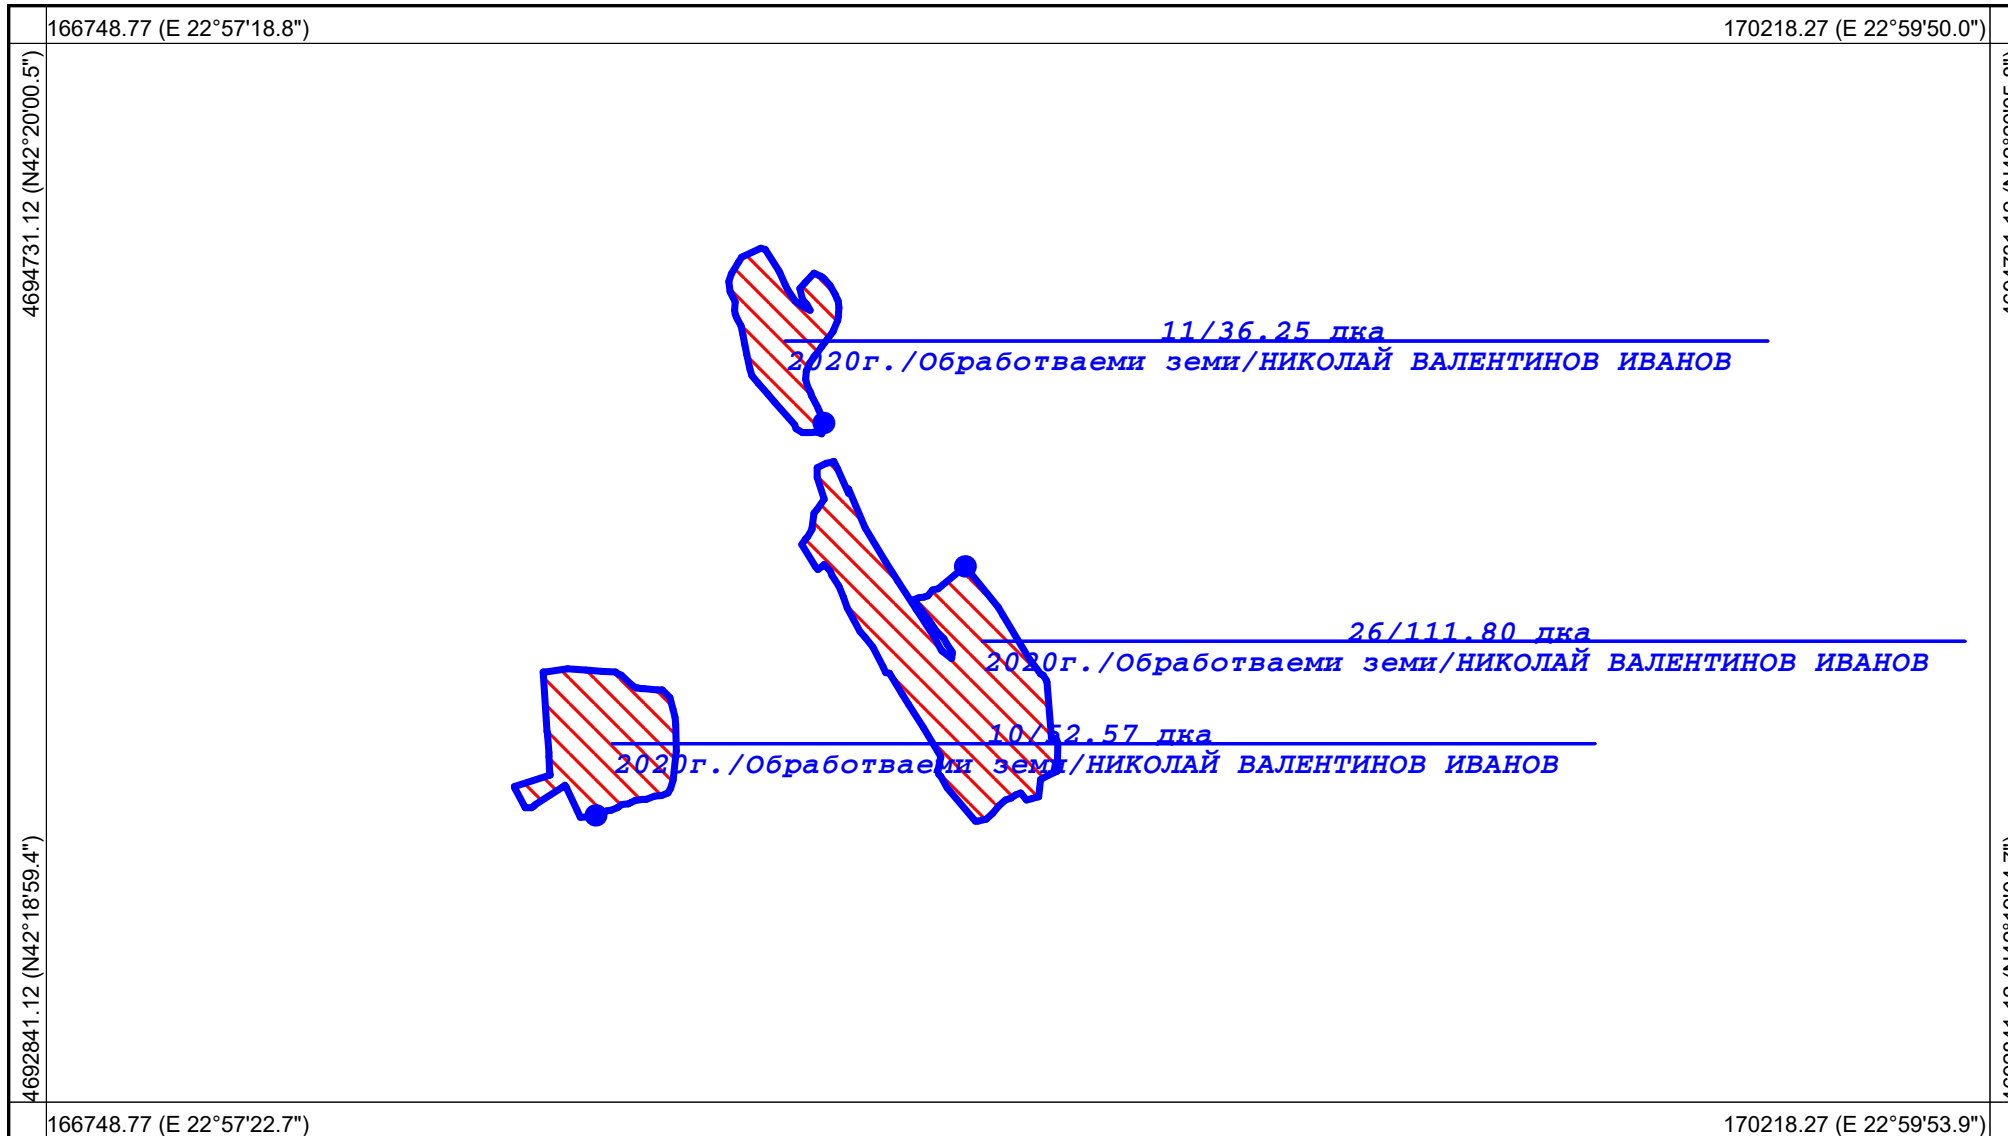 166748.77 (E 22°57'18.8")
170218.27 (E 22°59'50.0")
4694731.12 (N42°20'00.5")
11/36.25 дка
2020г./Обработваеми земи/НИКОЛАЙ ВАЛЕНТИНОВ ИВАНОВ
26/111.80 дка
2020г./Обработваеми земи/НИКОЛАЙ ВАЛЕНТИНОВ ИВАНОВ
10/52.57 дка
2020г./Обработваеми земи/НИКОЛАЙ ВАЛЕНТИНОВ ИВАНОВ
4692841.12 (N42°18'59.4")
166748.77 (E 22°57'22.7")
170218.27 (E 22°59'53.9")